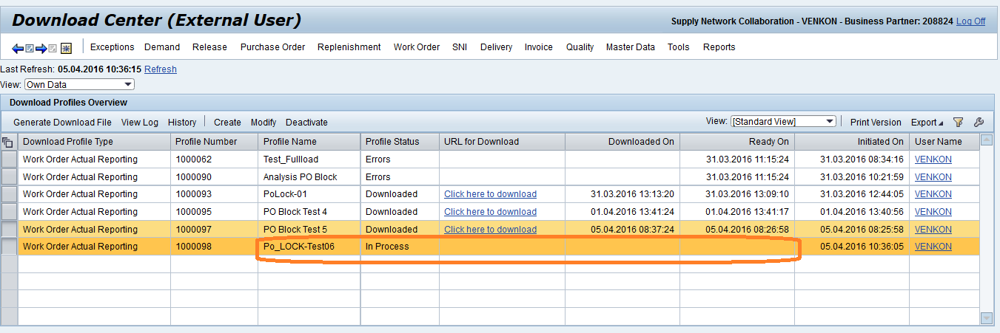 Download Center (External User)
Supply Network Collaboration - VENKON - Business Partner: 208824 Log Off
Exceptions Demand Release Purchase Order Replenishment Work Order SNI Delivery Invoice Quality Master Data Tools Reports
Last Refresh: 05.04.2016 10:36:15 Refresh
View: Own Data
Download Profiles Overview
Generate Download File View Log History Create Modify Deactivate View: [Standard View] Print Version Export
Download Profile Type Profile Number Profile Name Profile Status URL for Download Downloaded On Ready On Initiated On User Name
Work Order Actual Reporting 1000062 Test_Fullload Errors 31.03.2016 11:15:24 31.03.2016 08:34:16 VENKON
Work Order Actual Reporting 1000090 Analysis PO Block Errors 31.03.2016 11:15:24 31.03.2016 10:21:59 VENKON
Work Order Actual Reporting 1000093 PoLock-01 Downloaded Click here to download 31.03.2016 13:13:20 31.03.2016 13:09:10 31.03.2016 12:44:05 VENKON
Work Order Actual Reporting 1000095 PO Block Test 4 Downloaded Click here to download 01.04.2016 13:41:24 01.04.2016 13:41:17 01.04.2016 13:40:56 VENKON
Work Order Actual Reporting 1000097 PO Block Test 5 Downloaded Click here to download 05.04.2016 08:37:24 05.04.2016 08:26:58 05.04.2016 08:25:58 VENKON
Work Order Actual Reporting 1000098 Po_LOCK-Test06 In Process 05.04.2016 10:36:05 VENKON